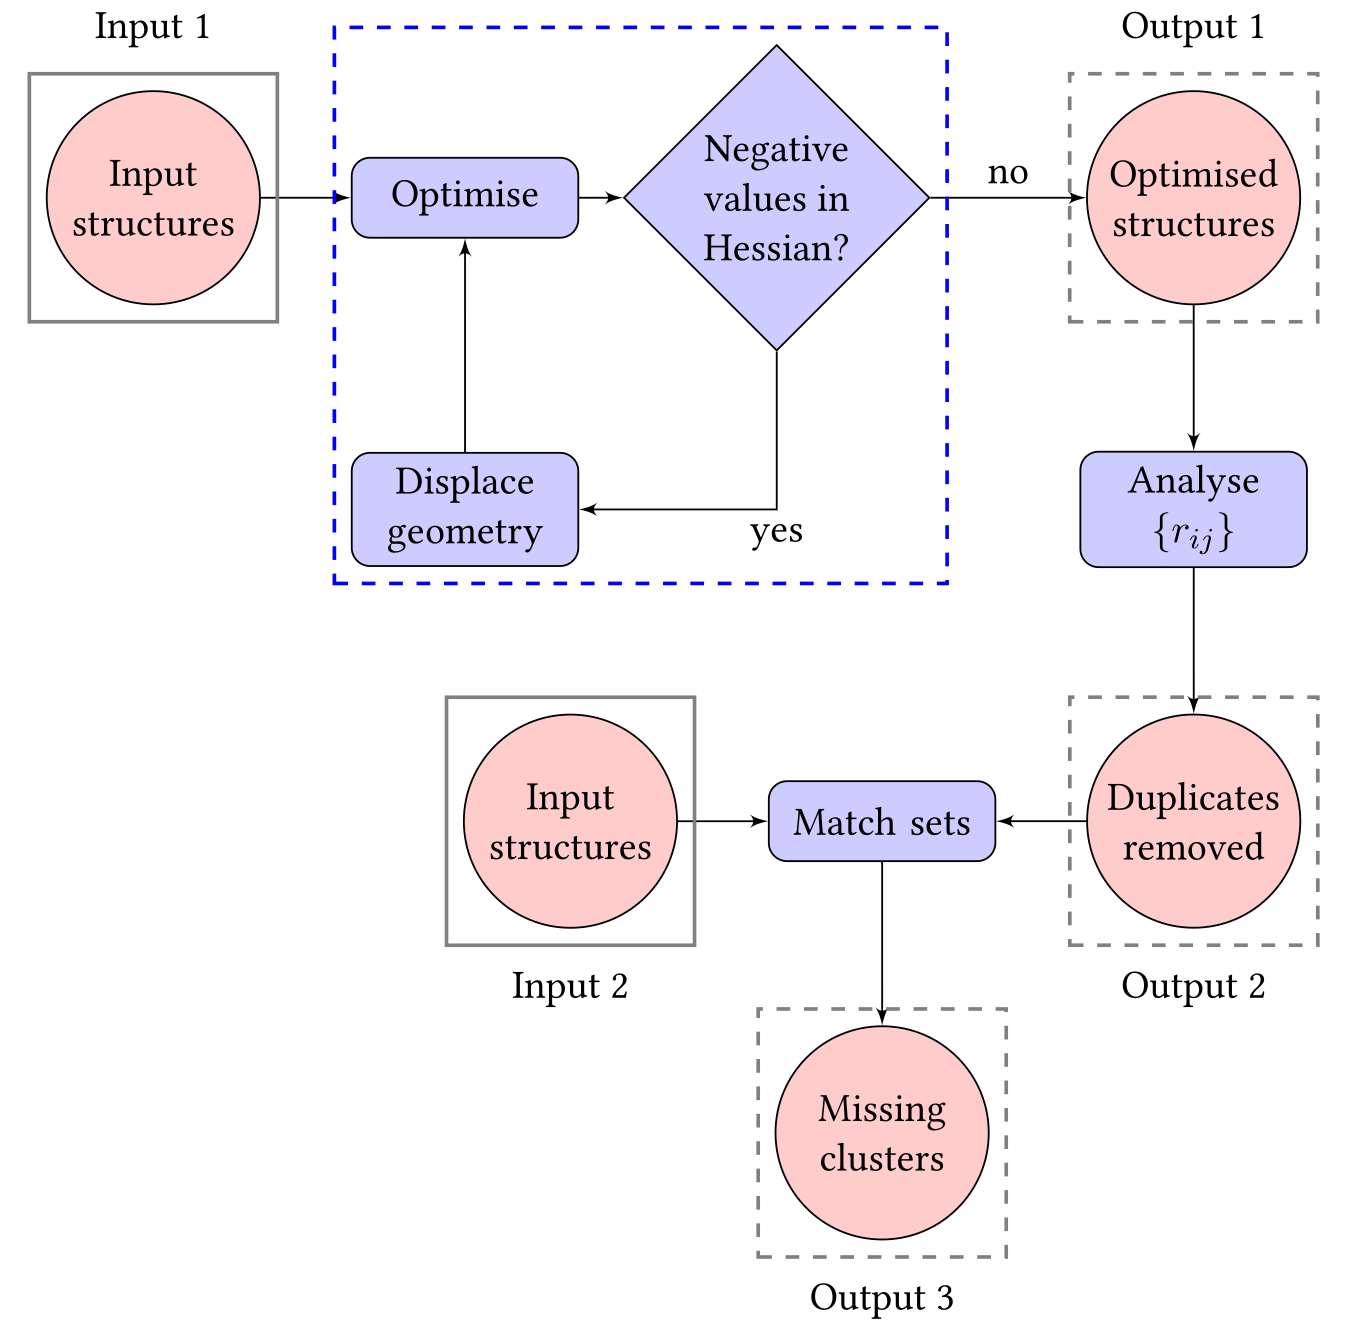 Input 1
Output 1
Input
structures
Optimise
Negative
values in
Hessian?
no
Optimised
structures
Displace
geometry
yes
Analyse
{r_{ij}}
Input
structures
Match sets
Duplicates
removed
Input 2
Output 2
Missing
clusters
Output 3